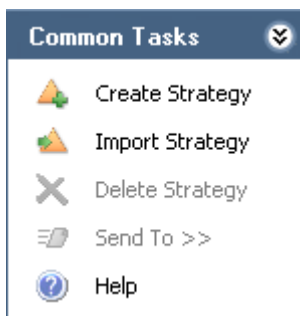 Common Tasks
Create Strategy
Import Strategy
Delete Strategy
Send To >>
Help